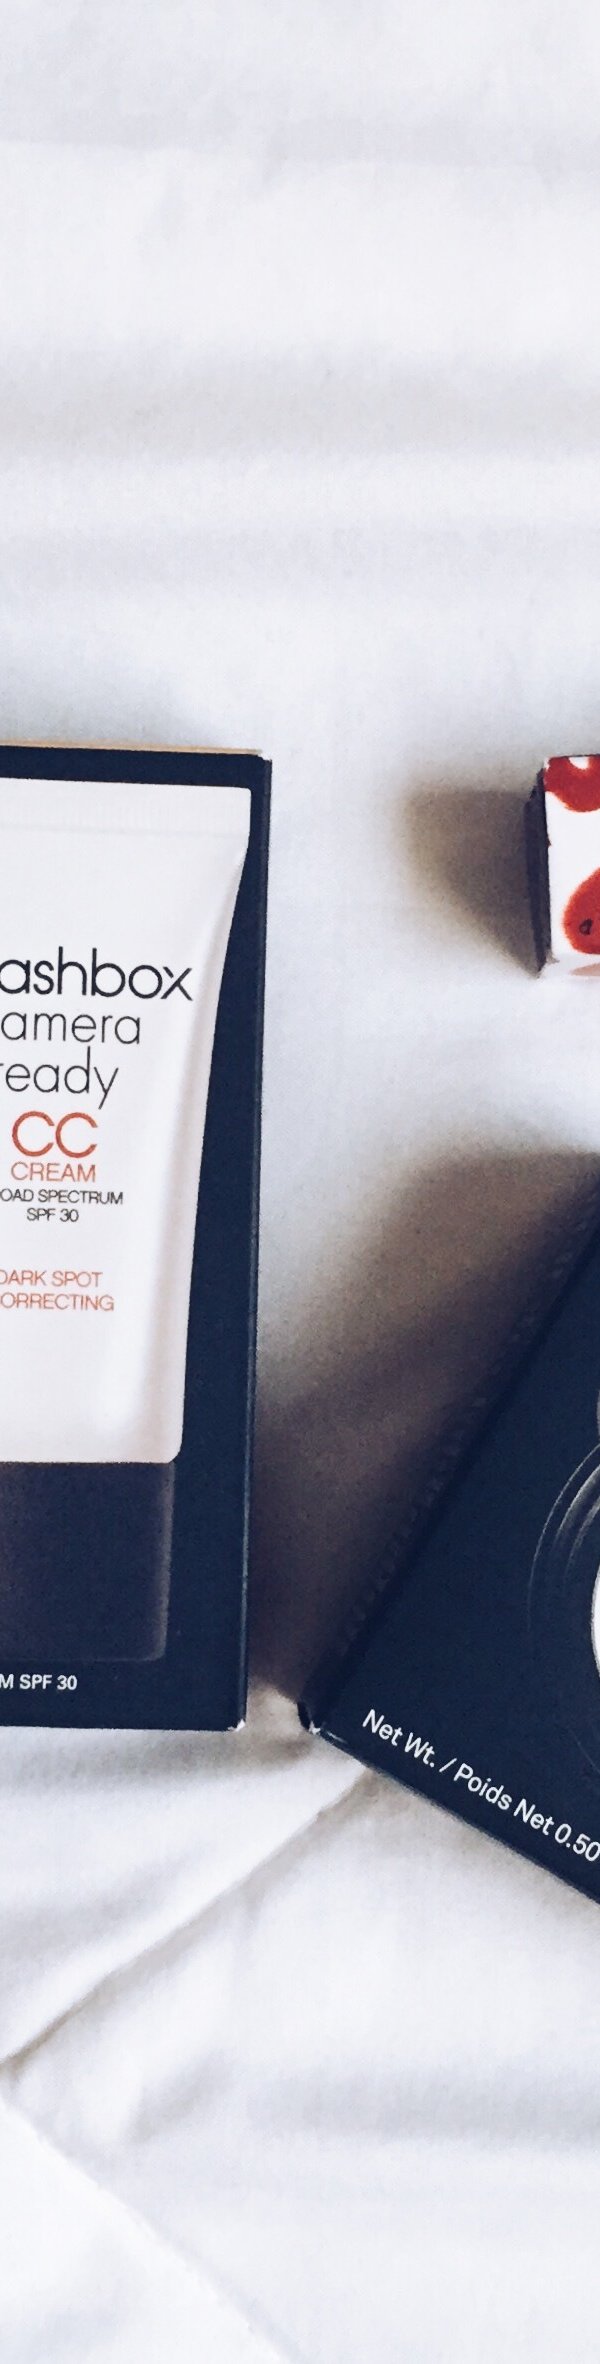 ashbox
amera
ready
CC
CREAM
OAD SPECTRUM
SPF 30
DARK SPOT
ORRECTING
M SPF 30
Net Wt. / Poids Net 0.50